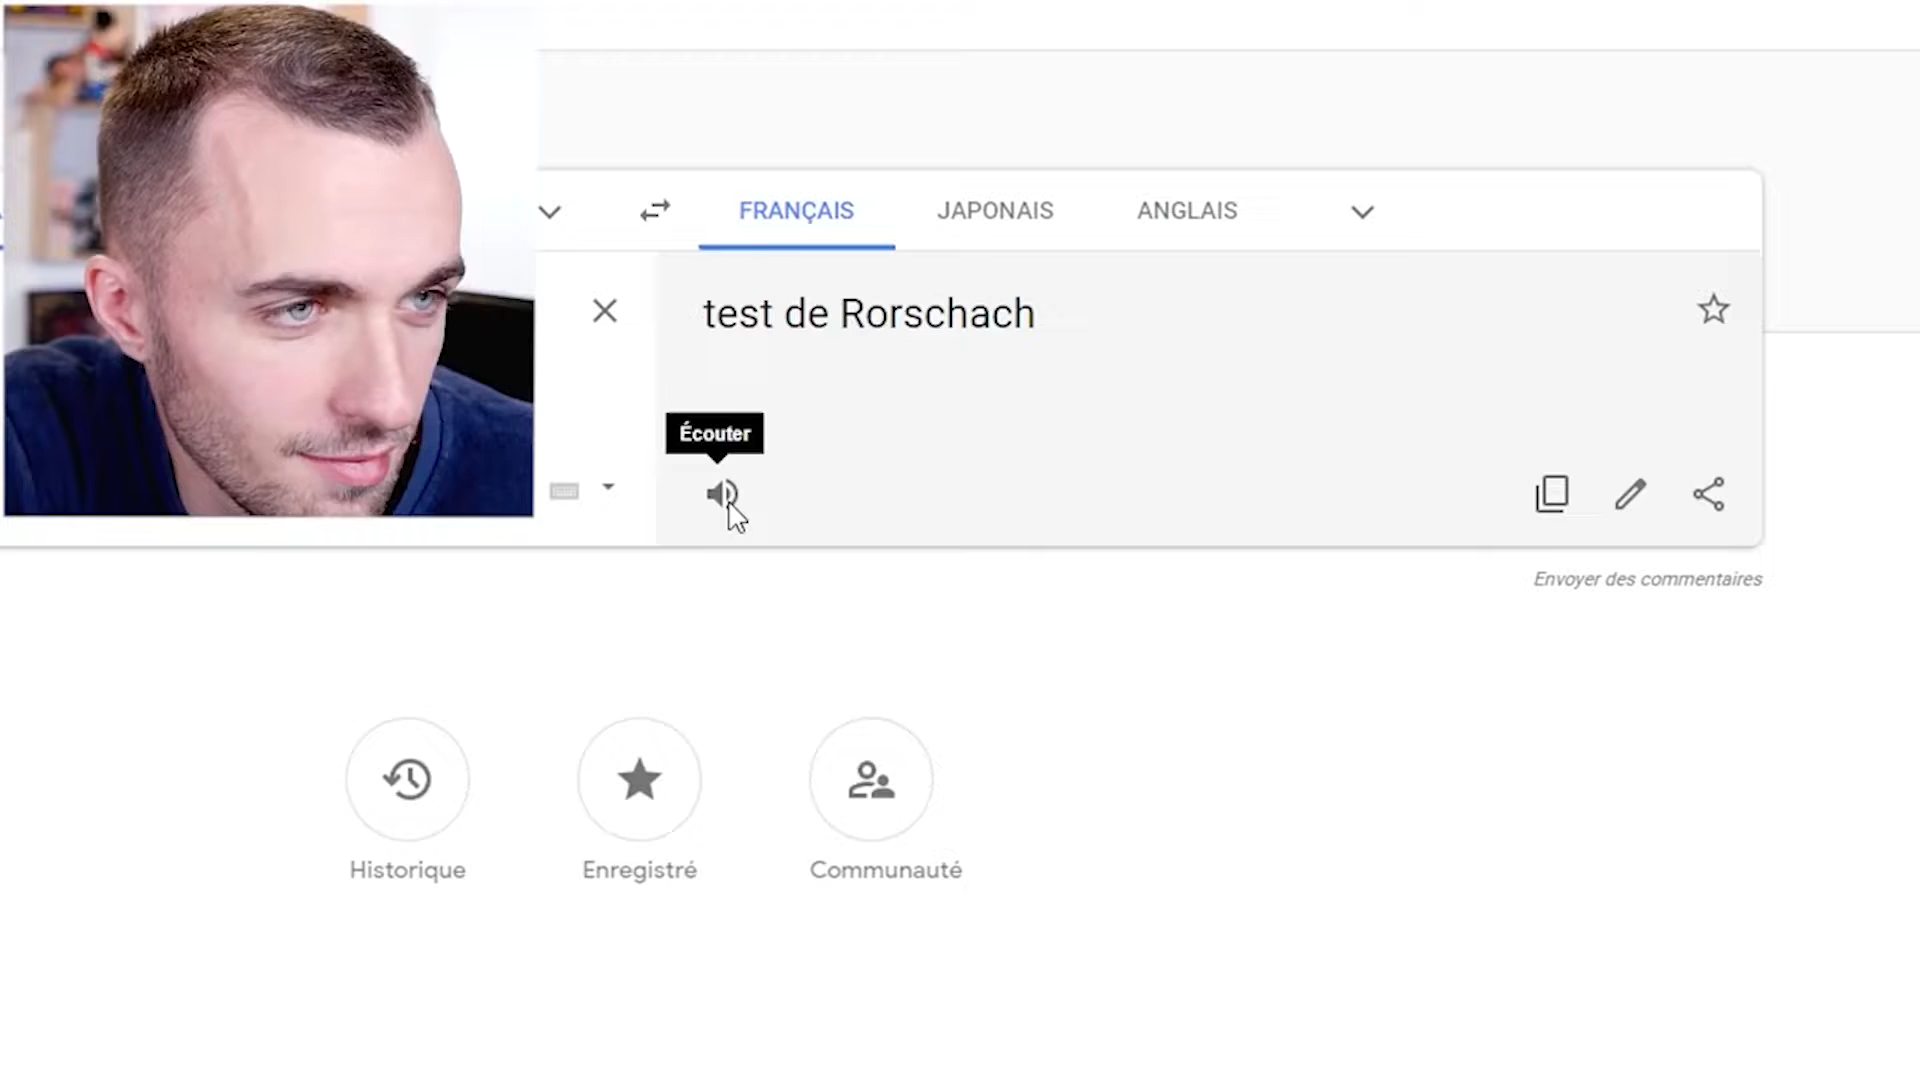 FRANÇAIS JAPONAIS ANGLAIS
test de Rorschach
Écouter
Envoyer des commentaires
Historique Enregistré Communauté